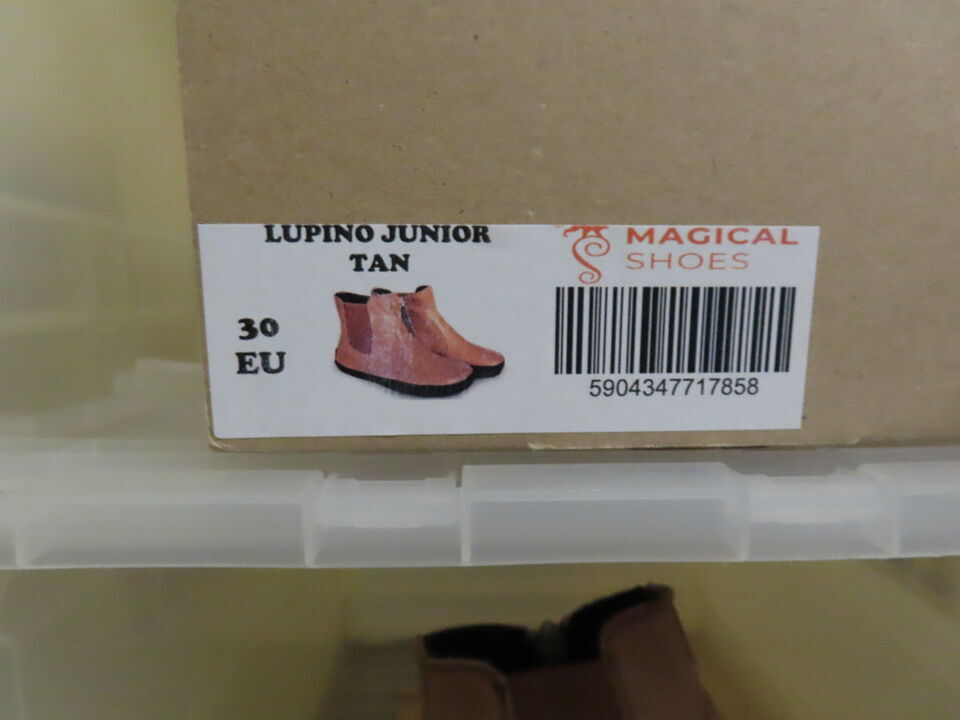 LUPINO JUNIOR
TAN
30
EU
MAGICAL
SHOES
5904347717858